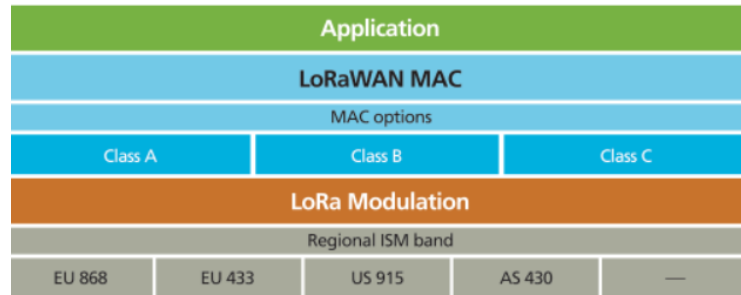 Application
LoRaWAN MAC
MAC options
Class A Class B Class C
LoRa Modulation
Regional ISM band
EU 868 EU 433 US 915 AS 430 —